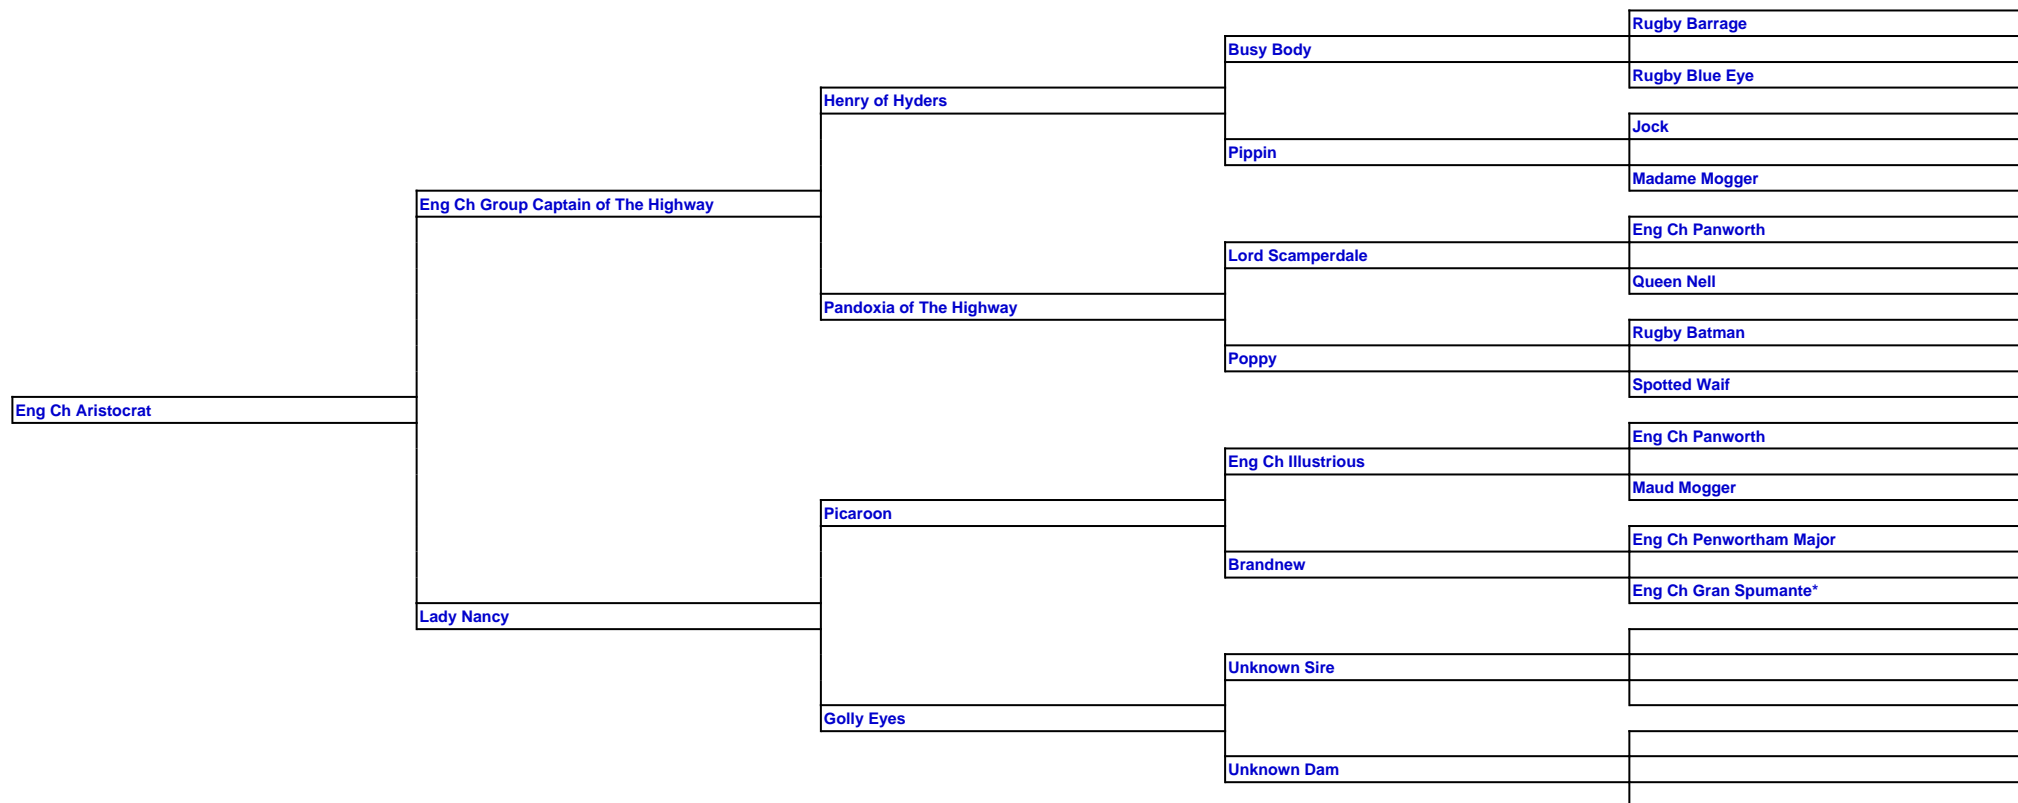 Rugby Barrage
Busy Body
Rugby Blue Eye
Henry of Hyders
Jock
Pippin
Madame Mogger
Eng Ch Group Captain of The Highway
Eng Ch Panworth
Lord Scamperdale
Queen Nell
Pandoxia of The Highway
Rugby Batman
Poppy
Spotted Waif
Eng Ch Aristocrat
Eng Ch Panworth
Eng Ch Illustrious
Maud Mogger
Picaroon
Eng Ch Penwortham Major
Brandnew
Eng Ch Gran Spumante*
Lady Nancy
Unknown Sire
Golly Eyes
Unknown Dam